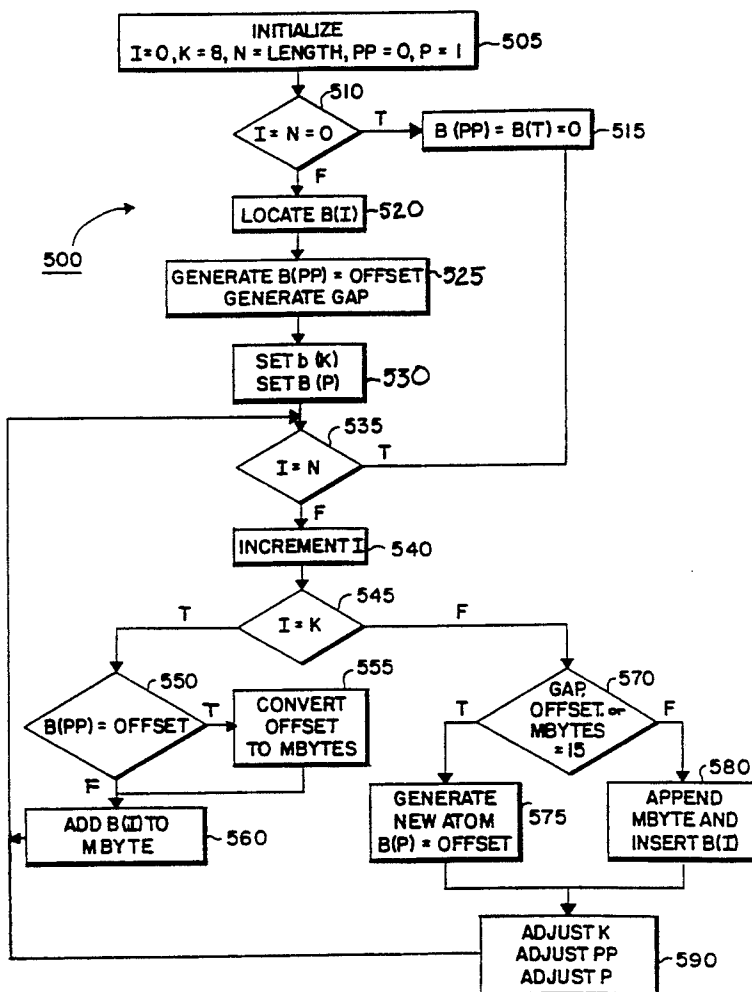 INITIALIZE
I=0, K=8, N=LENGTH, PP=0, P=1
505
510
I=N=0
T
B(PP)=B(T)=0
515
F
LOCATE B(I)
520
500
GENERATE B(PP)=OFFSET
GENERATE GAP
525
SET b(K)
SET B(P)
530
535
I=N
T
F
INCREMENT I
540
545
I=K
T
F
550
B(PP)=OFFSET
T
555
CONVERT
OFFSET
TO MBYTES
F
ADD B(I) TO
MBYTE
560
570
GAP,
OFFSET, or
MBYTES
=15
T
F
GENERATE
NEW ATOM
B(P)=OFFSET
575
580
APPEND
MBYTE AND
INSERT B(I)
ADJUST K
ADJUST PP
ADJUST P
590